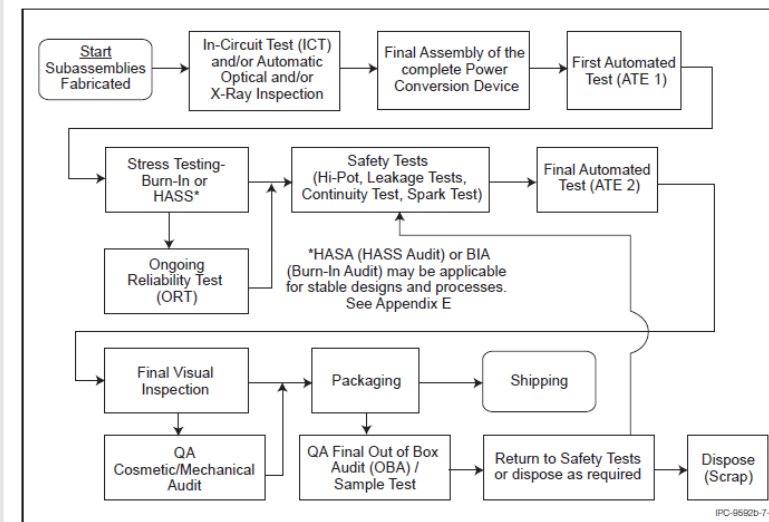 Start
Subassemblies
Fabricated
In-Circuit Test (ICT)
and/or Automatic
Optical and/or
X-Ray Inspection
Final Assembly of the
complete Power
Conversion Device
First Automated
Test (ATE 1)
Stress Testing-
Burn-In or
HASS*
Safety Tests
(Hi-Pot, Leakage Tests,
Continuity Test, Spark Test)
Final Automated
Test (ATE 2)
Ongoing
Reliability Test
(ORT)
*HASA (HASS Audit) or BIA
(Burn-In Audit) may be applicable
for stable designs and processes.
See Appendix E
Final Visual
Inspection
Packaging
Shipping
QA
Cosmetic/Mechanical
Audit
QA Final Out of Box
Audit (OBA) /
Sample Test
Return to Safety Tests
or dispose as required
Dispose
(Scrap)
IPC-9592b-7-